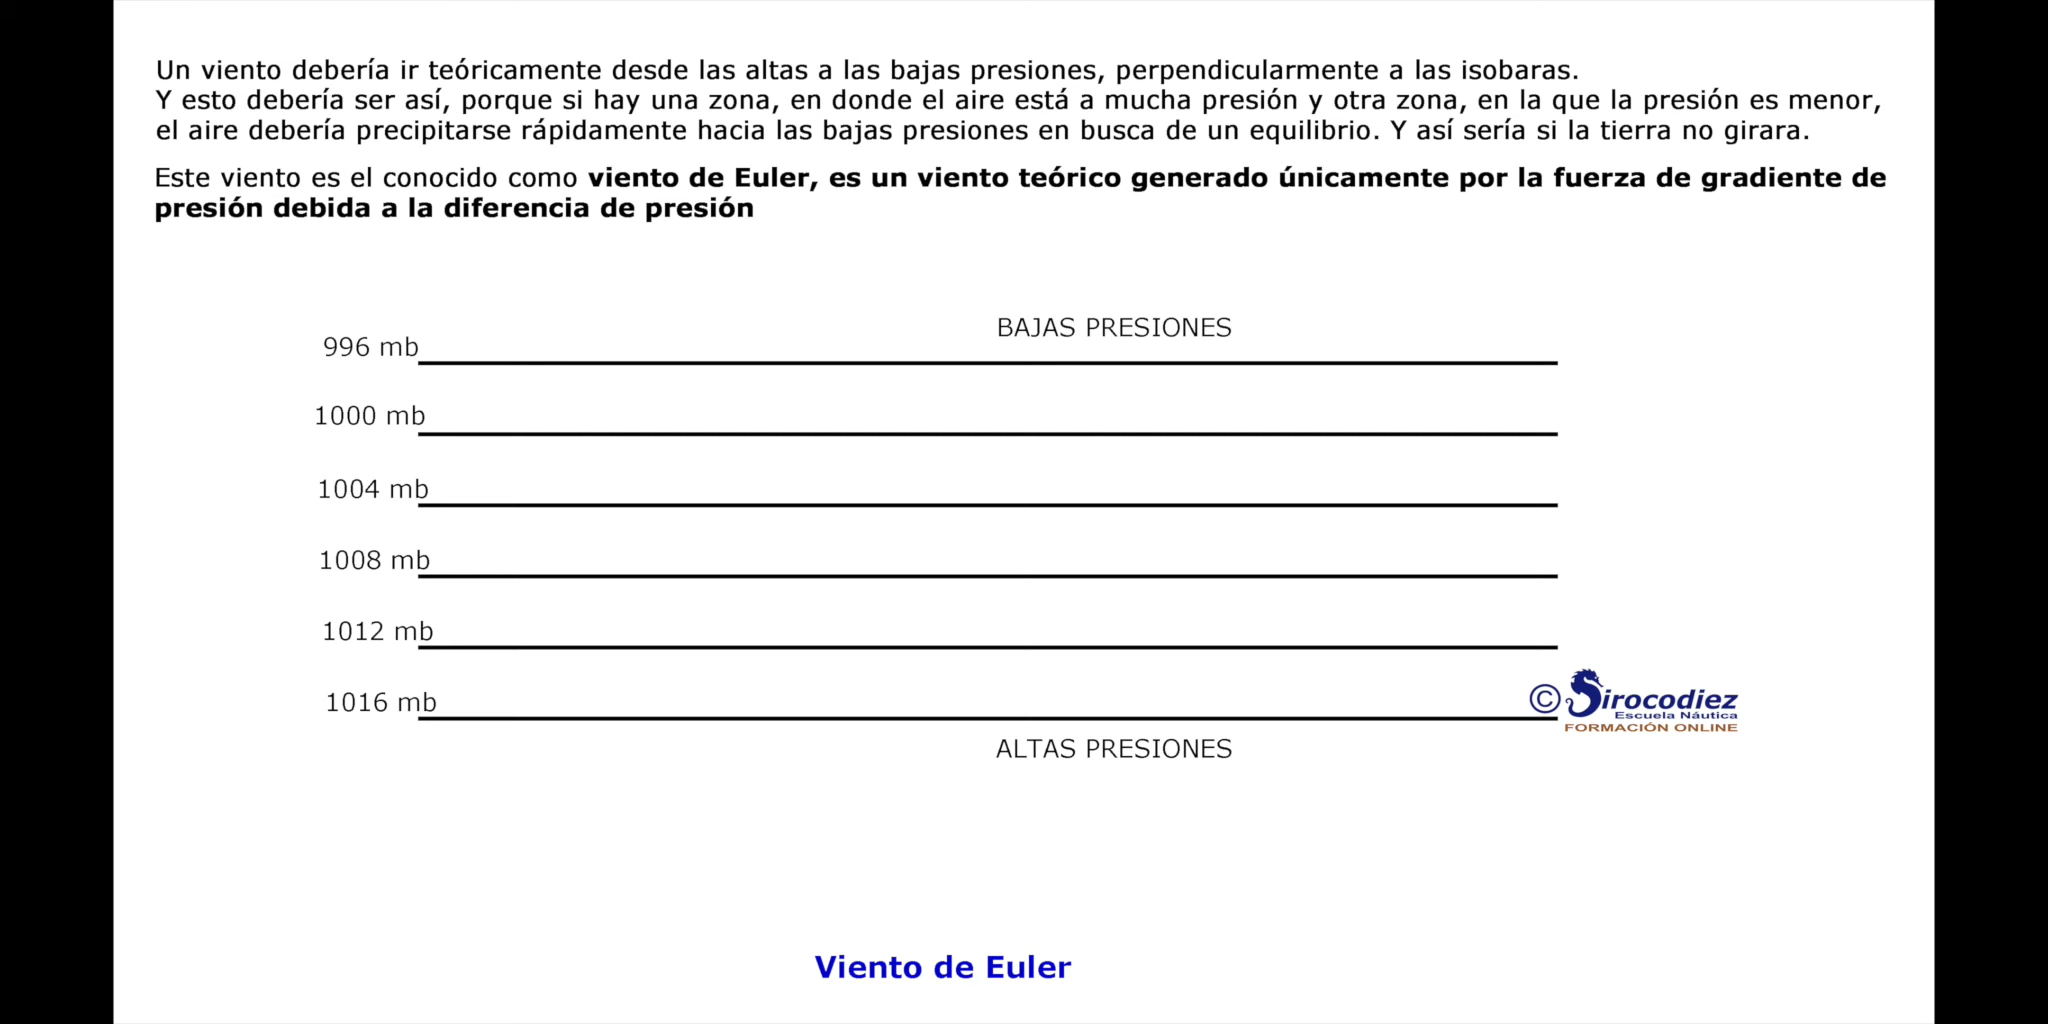 Un viento debería ir teóricamente desde las altas a las bajas presiones, perpendicularmente a las isobaras.
Y esto debería ser así, porque si hay una zona, en donde el aire está a mucha presión y otra zona, en la que la presión es menor,
el aire debería precipitarse rápidamente hacia las bajas presiones en busca de un equilibrio. Y así sería si la tierra no girara.
Este viento es el conocido como viento de Euler, es un viento teórico generado únicamente por la fuerza de gradiente de
presión debida a la diferencia de presión
BAJAS PRESIONES
996 mb
1000 mb
1004 mb
1008 mb
1012 mb
1016 mb
© Sirocodiez
Escuela Náutica
FORMACIÓN ONLINE
ALTAS PRESIONES
Viento de Euler